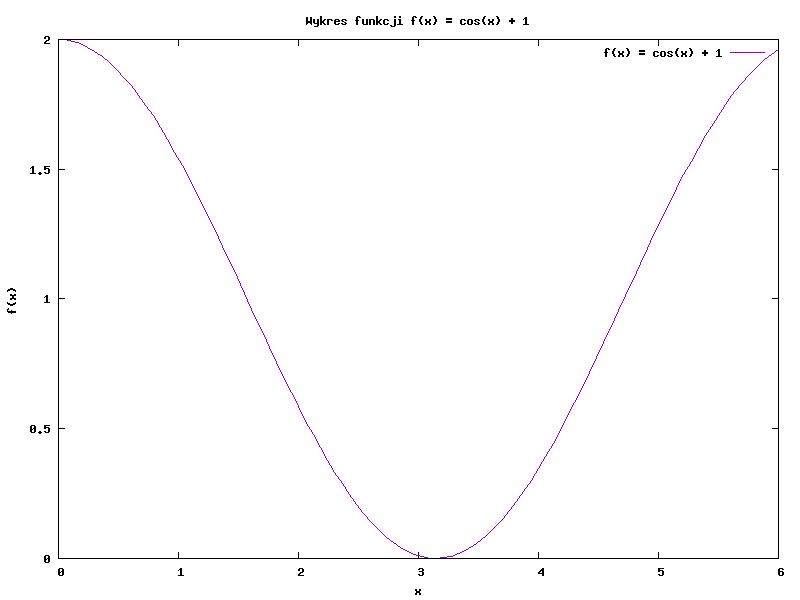 Wykres funkcji f(x) = cos(x) + 1
f(x) = cos(x) + 1
2
1.5
1
0.5
0
f(x)
0 1 2 3 4 5 6
x